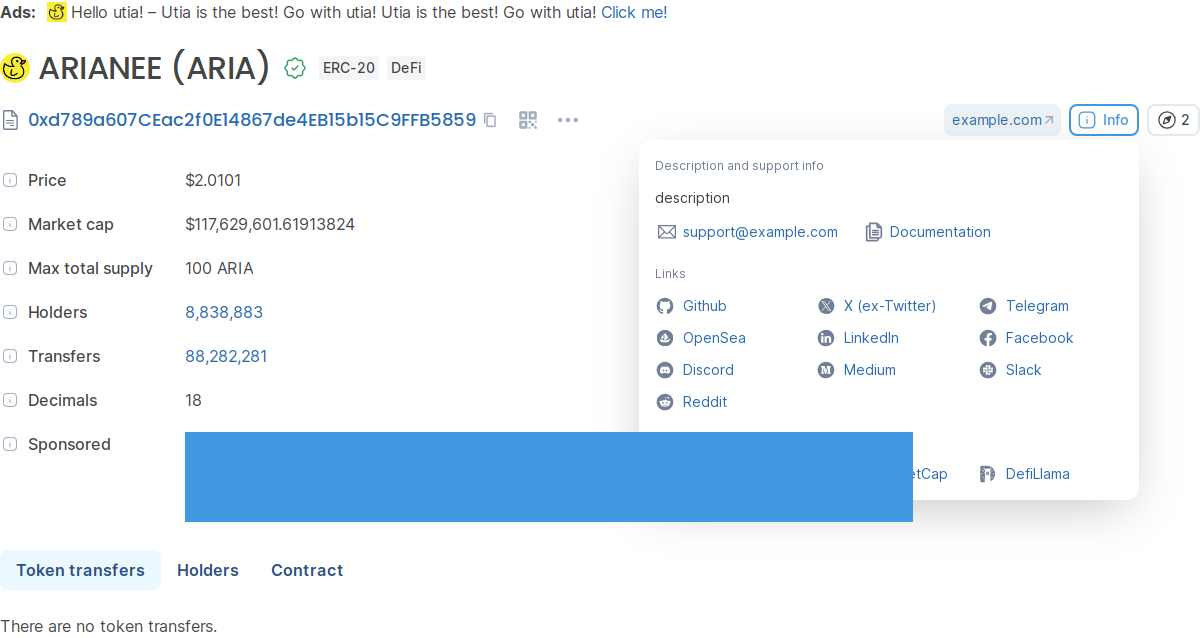 Ads: Hello utia! – Utia is the best! Go with utia! Utia is the best! Go with utia! Click me!
ARIANEE (ARIA) ERC-20 DeFi
0xd789a607CEac2f0E14867de4EB15b15C9FFB5859 example.com Info 2
Description and support info
description
support@example.com Documentation
Links
Github X (ex-Twitter) Telegram
OpenSea LinkedIn Facebook
Discord Medium Slack
Reddit
DefiLlama
Price $2.0101
Market cap $117,629,601.61913824
Max total supply 100 ARIA
Holders 8,838,883
Transfers 88,282,281
Decimals 18
Sponsored
Token transfers Holders Contract
There are no token transfers.